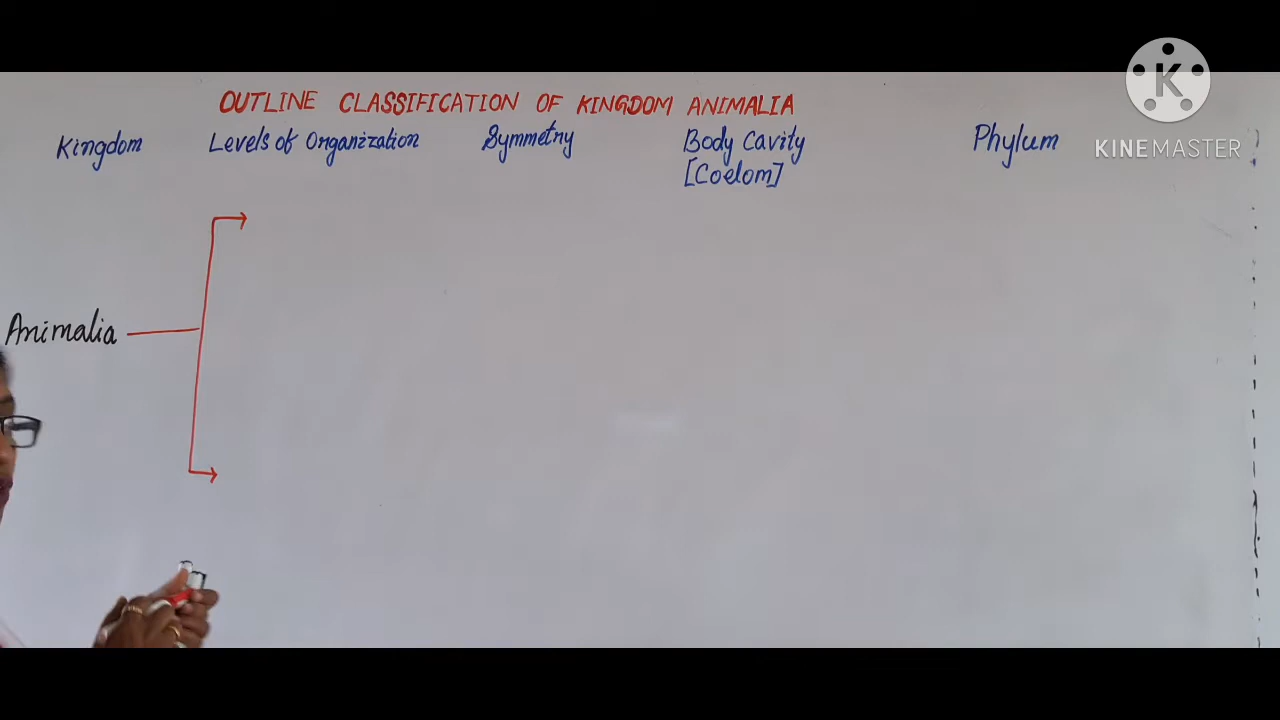 OUTLINE CLASSIFICATION OF KINGDOM ANIMALIA
Kingdom Levels of Organization Symmetry Body Cavity Phylum
[Coelom]
Animalia
K
KINEMASTER